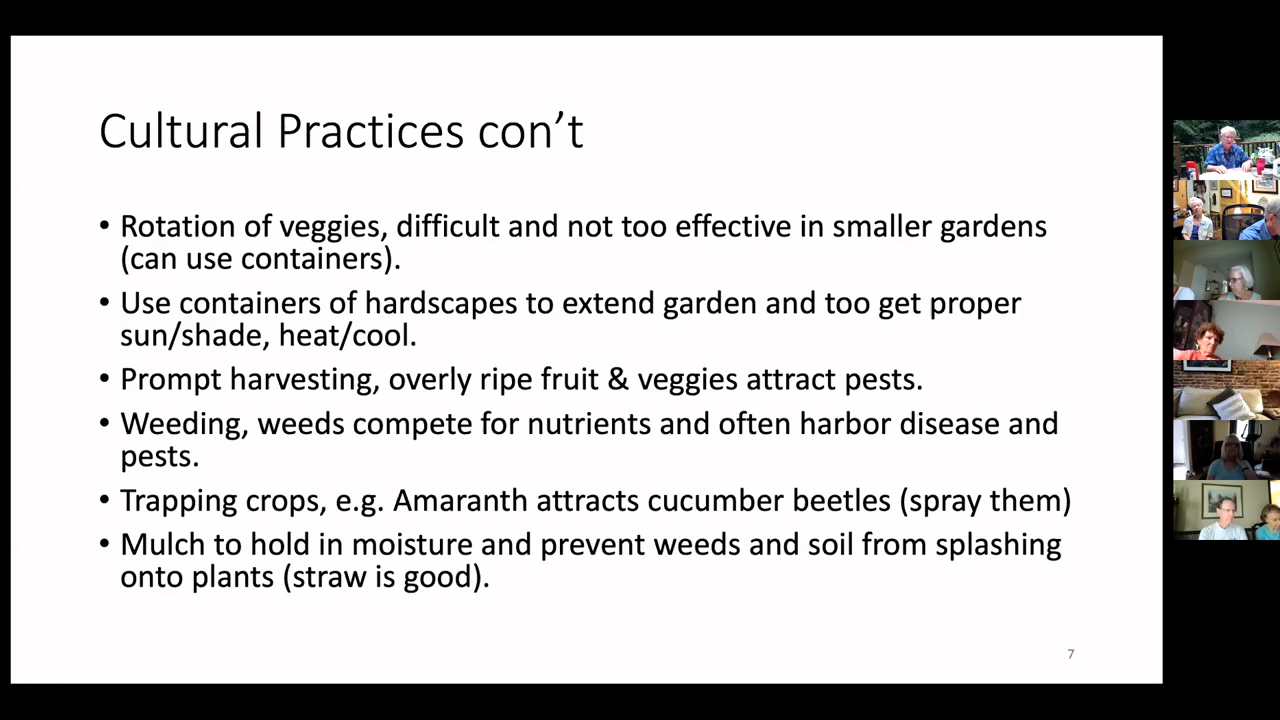 Cultural Practices con’t
• Rotation of veggies, difficult and not too effective in smaller gardens
(can use containers).
• Use containers of hardscapes to extend garden and too get proper
sun/shade, heat/cool.
• Prompt harvesting, overly ripe fruit & veggies attract pests.
• Weeding, weeds compete for nutrients and often harbor disease and
pests.
• Trapping crops, e.g. Amaranth attracts cucumber beetles (spray them)
• Mulch to hold in moisture and prevent weeds and soil from splashing
onto plants (straw is good).
7